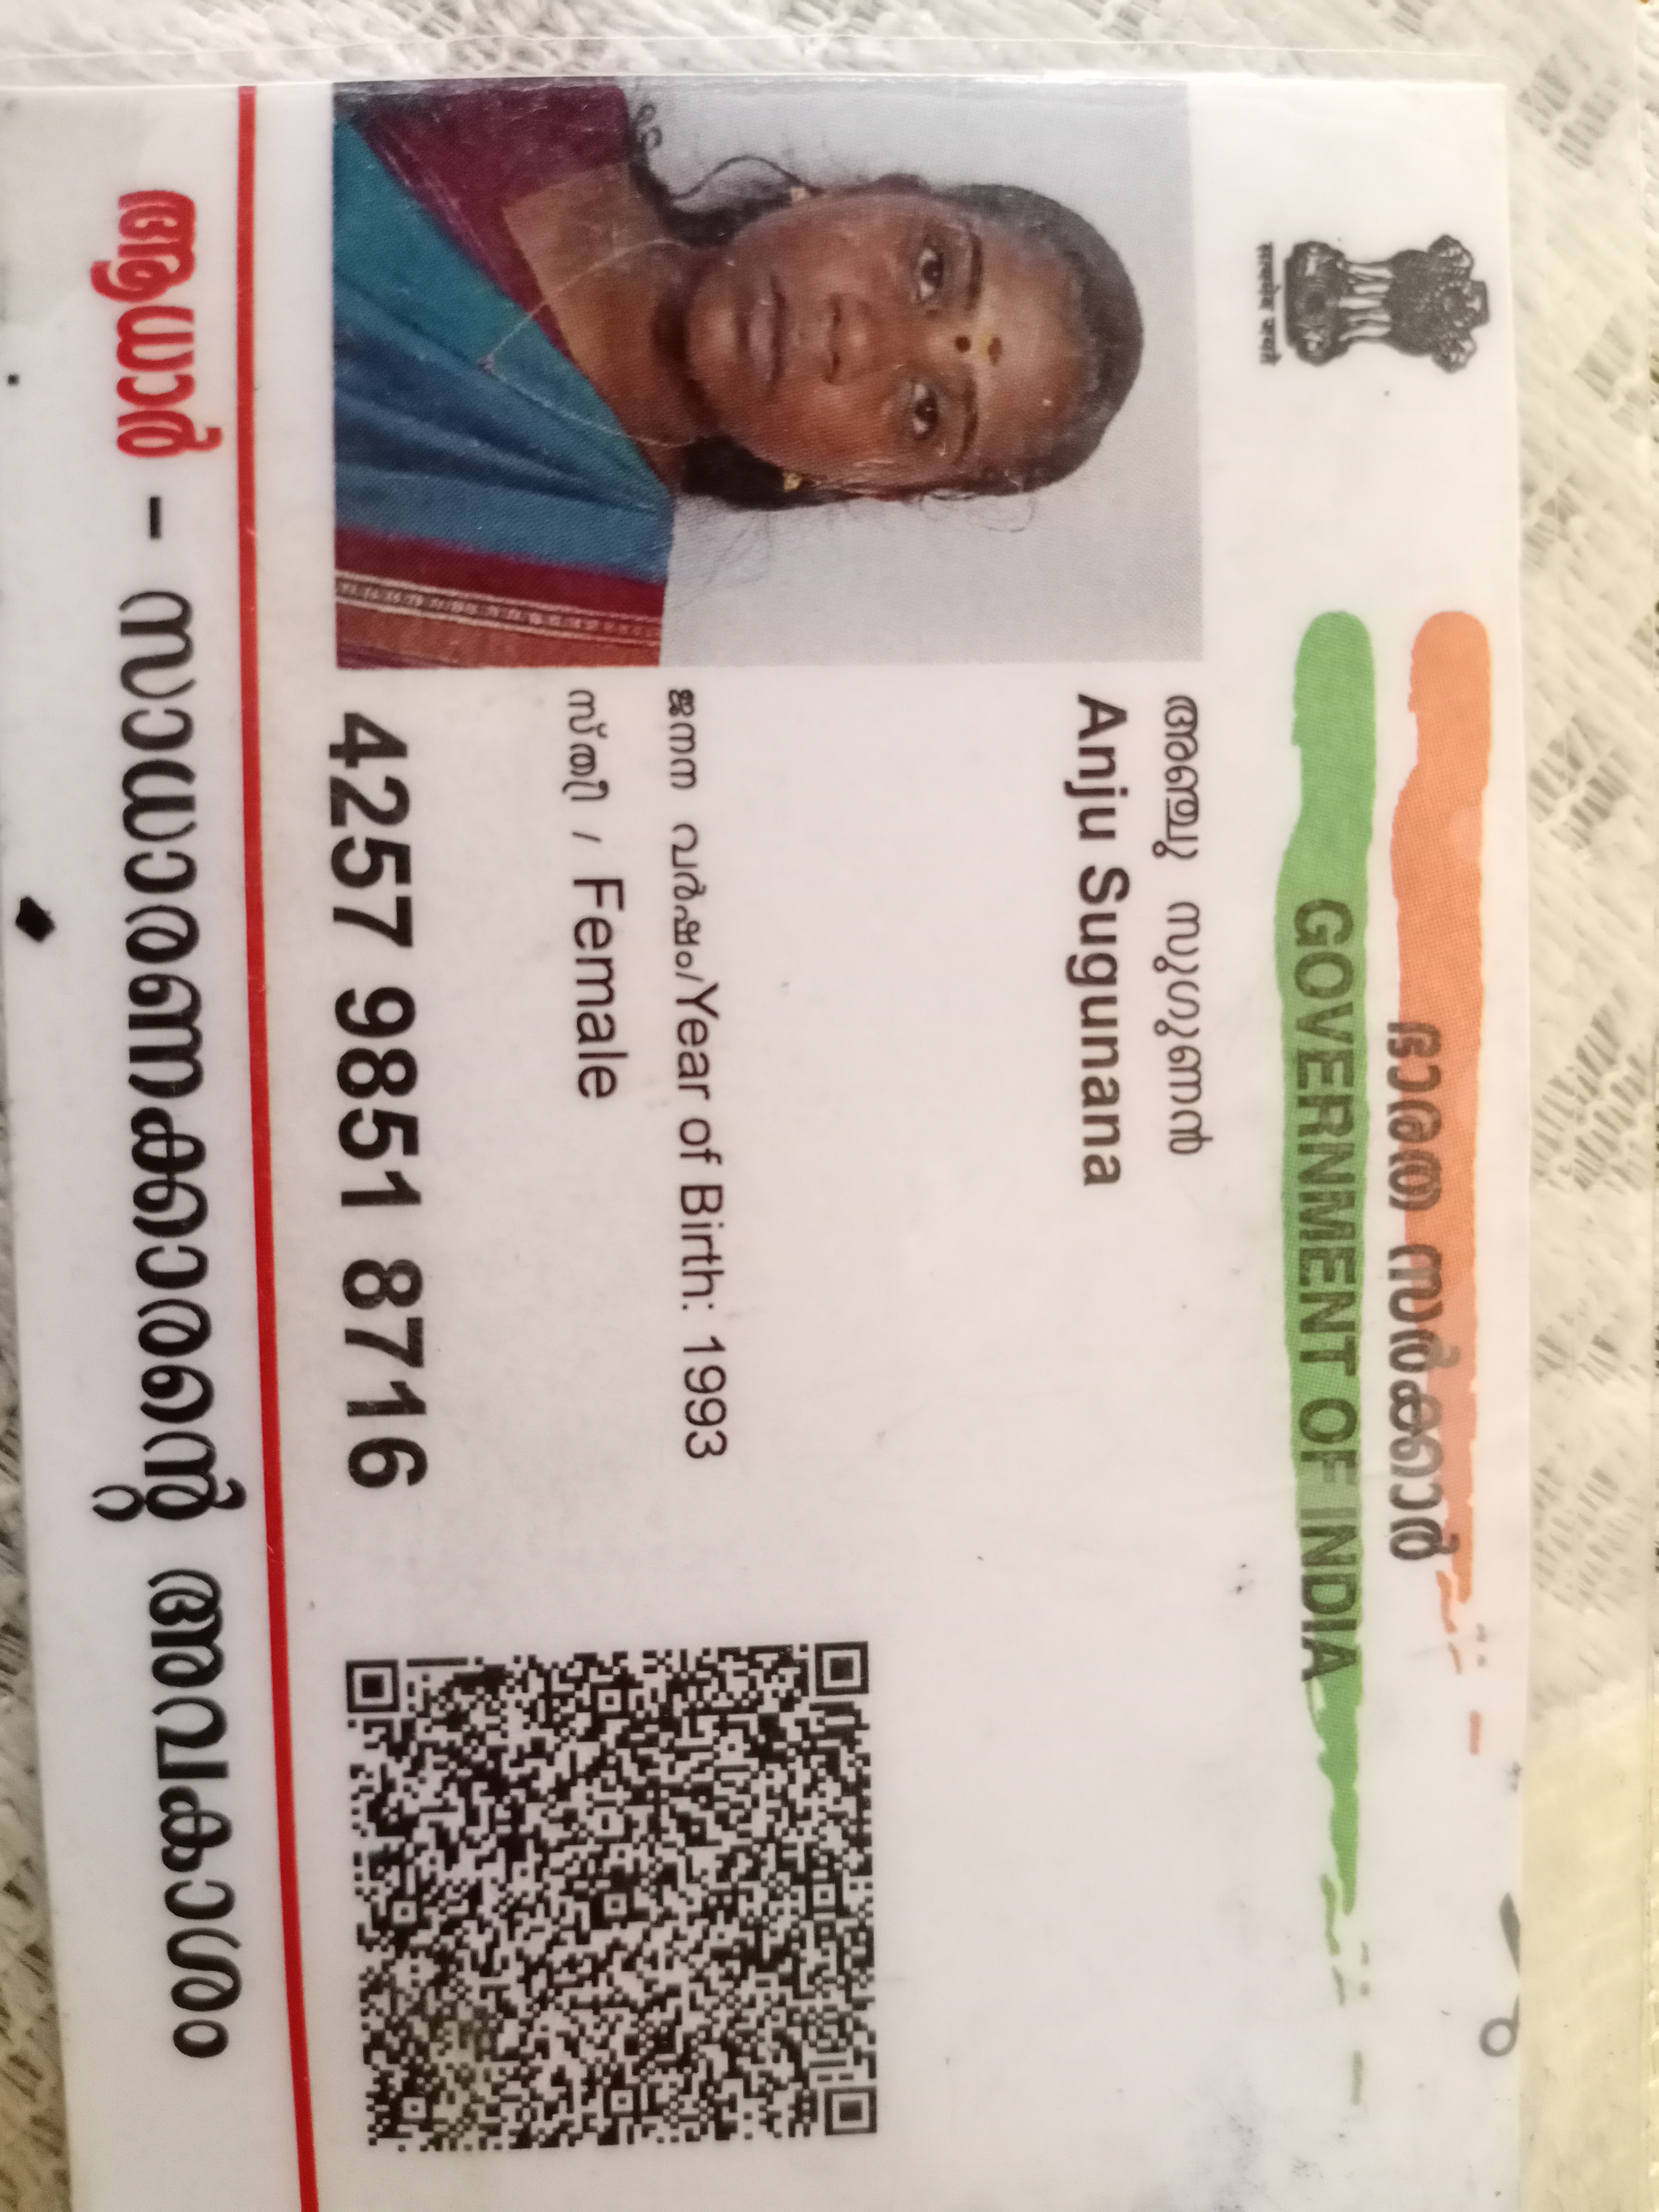 ഭാരത സർക്കാർ
GOVERNMENT OF INDIA
सत्यमेव जयते
അഞ്ചു സുഗുണൻ
Anju Sugunana
ജനന വർഷം/Year of Birth: 1993
സ്ത്രീ / Female
4257 9851 8716
ആധാർ - സാധാരണക്കാരന്റെ അവകാശം